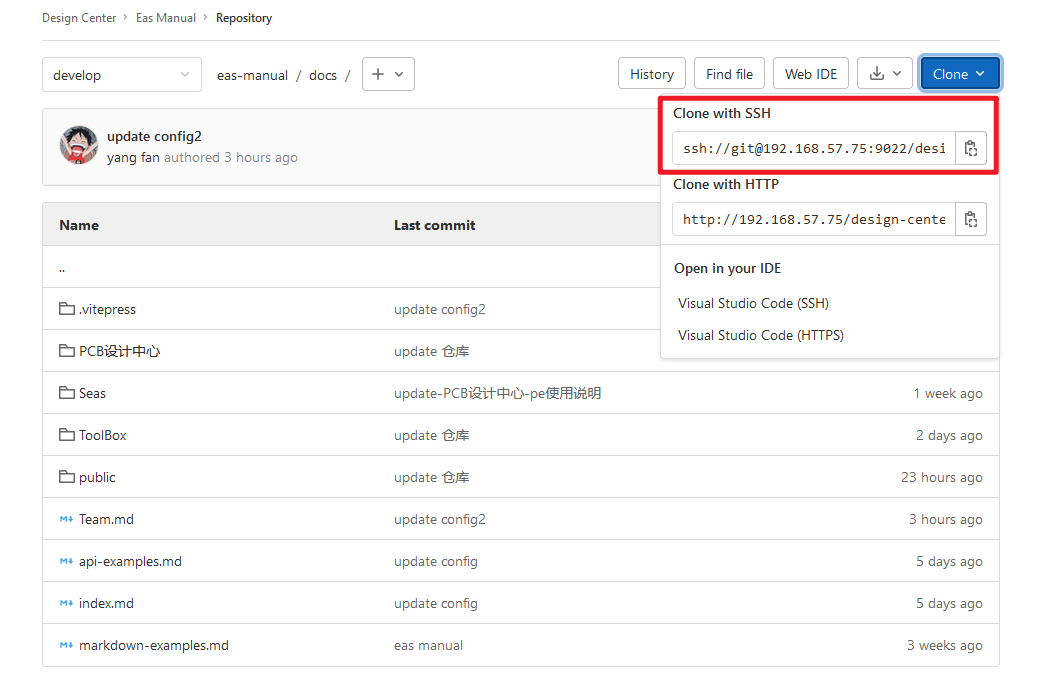 Design Center › Eas Manual › Repository
develop
eas-manual / docs /
History
Find file
Web IDE
Clone
Clone with SSH
ssh://git@192.168.57.75:9022/desi
Clone with HTTP
http://192.168.57.75/design-cente
Open in your IDE
Visual Studio Code (SSH)
Visual Studio Code (HTTPS)
update config2
yang fan authored 3 hours ago
Name Last commit
..
.vitepress update config2
PCB设计中心 update 仓库
Seas update-PCB设计中心-pe使用说明 1 week ago
ToolBox update 仓库 2 days ago
public update 仓库 23 hours ago
Team.md update config2 3 hours ago
api-examples.md update config 5 days ago
index.md update config 5 days ago
markdown-examples.md eas manual 3 weeks ago